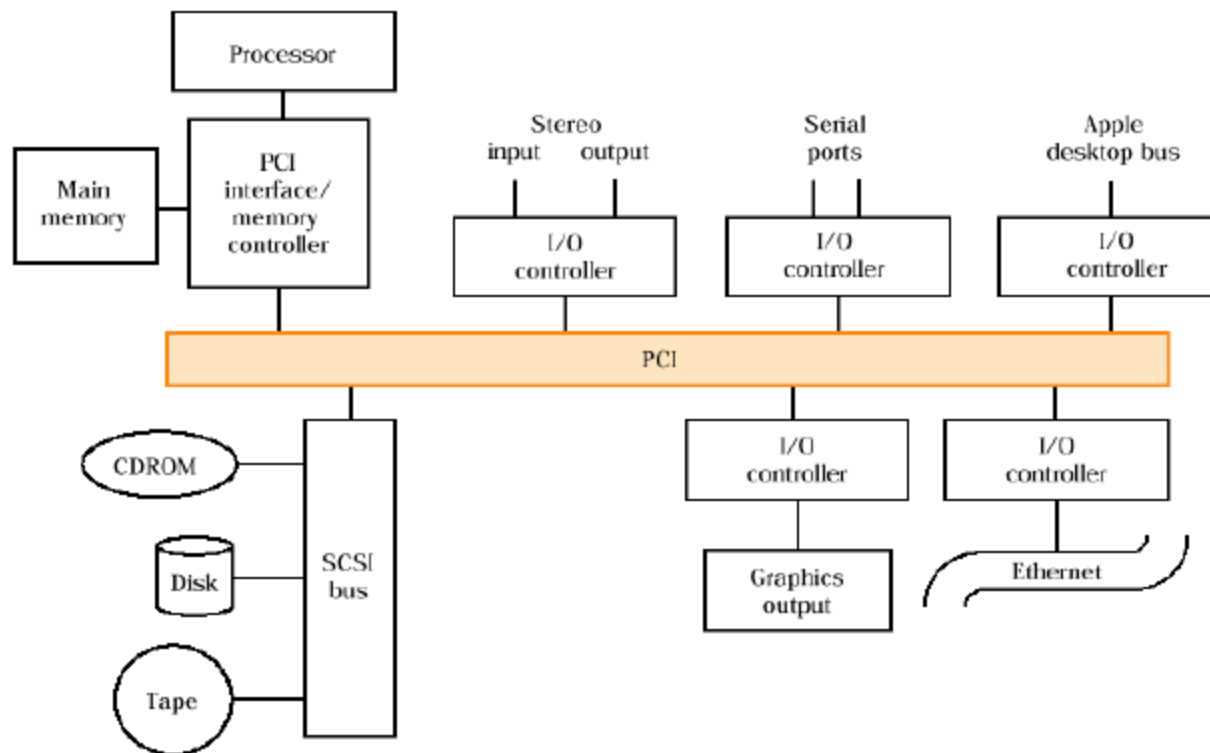 Processor
Main
memory
PCI
interface/
memory
controller
Stereo
input output
Serial
ports
Apple
desktop bus
I/O
controller
I/O
controller
I/O
controller
PCI
CDROM
Disk
Tape
SCSI
bus
I/O
controller
I/O
controller
Graphics
output
Ethernet